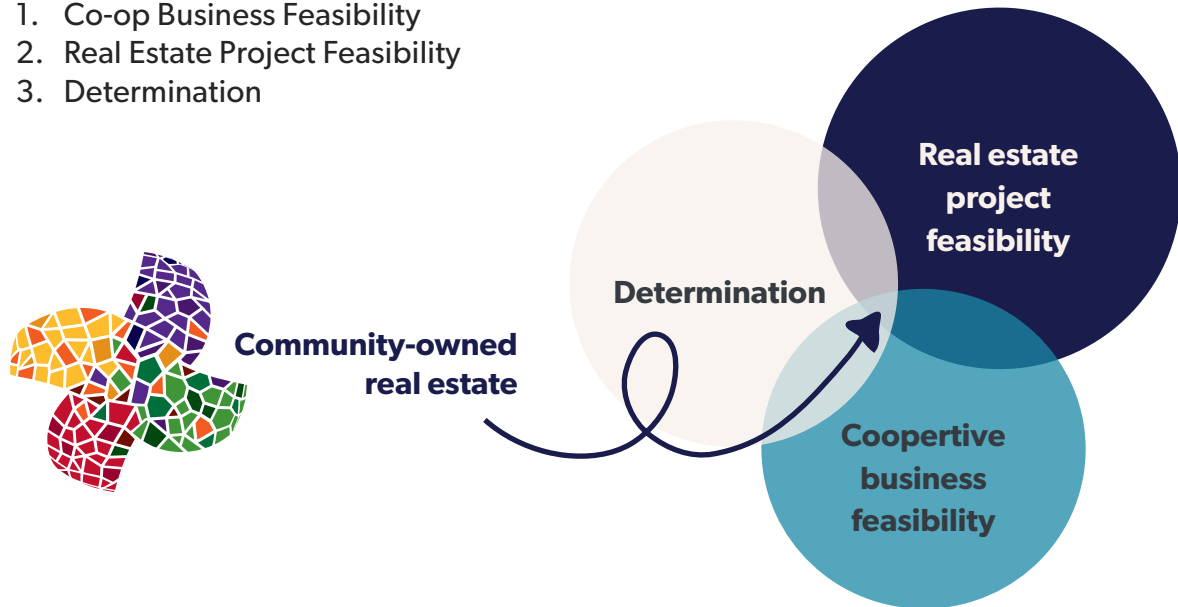 1. Co-op Business Feasibility
2. Real Estate Project Feasibility
3. Determination
Real estate
project
feasibility
Determination
Community-owned
real estate
Coopertive
business
feasibility